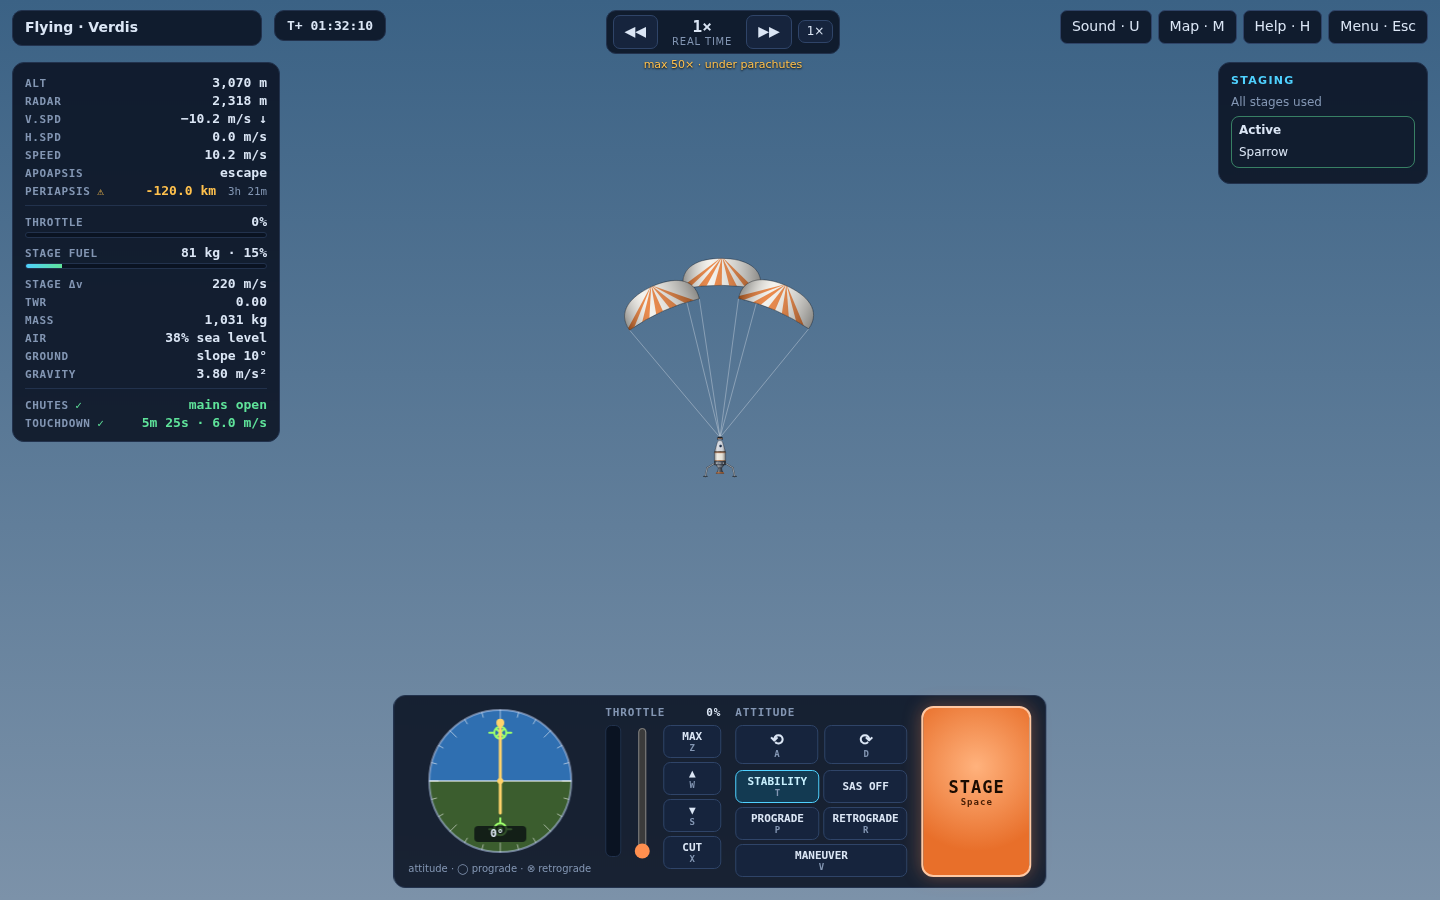 Flying · Verdis
T+ 01:32:10
◀◀
1×
REAL TIME
▶▶
1×
max 50× · under parachutes
Sound · U
Map · M
Help · H
Menu · Esc
ALT 3,070 m
RADAR 2,318 m
V.SPD −10.2 m/s ↓
H.SPD 0.0 m/s
SPEED 10.2 m/s
APOAPSIS escape
PERIAPSIS ⚠ -120.0 km 3h 21m
THROTTLE 0%
STAGE FUEL 81 kg · 15%
STAGE Δv 220 m/s
TWR 0.00
MASS 1,031 kg
AIR 38% sea level
GROUND slope 10°
GRAVITY 3.80 m/s²
CHUTES ✓ mains open
TOUCHDOWN ✓ 5m 25s · 6.0 m/s
STAGING
All stages used
Active
Sparrow
0°
attitude · ◯ prograde · ⊗ retrograde
THROTTLE 0%
MAX
Z
▲
W
▼
S
CUT
X
ATTITUDE
⟲
A
⟳
D
STABILITY
T
SAS OFF
PROGRADE
P
RETROGRADE
R
MANEUVER
V
STAGE
Space